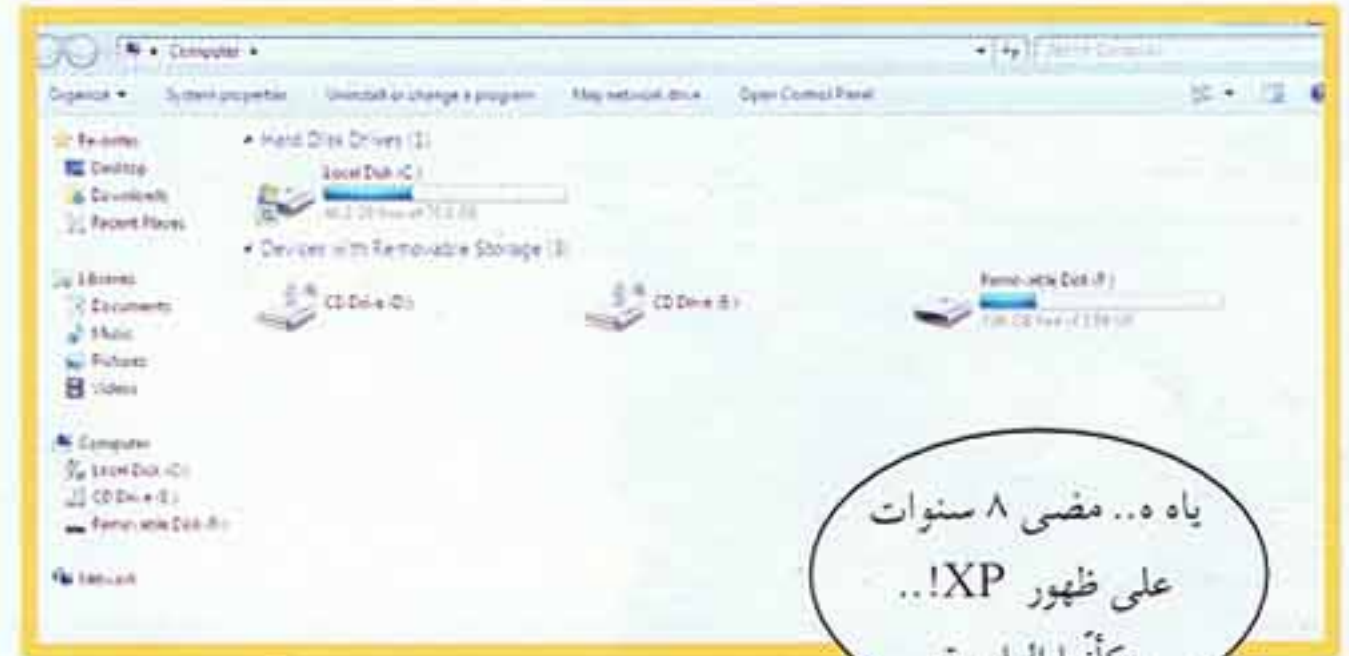 Computer
Organize System properties Uninstall or change a program Map network drive Open Control Panel
Favorites
Desktop
Downloads
Recent Places
Libraries
Documents
Music
Pictures
Videos
Computer
Local Disk (C:)
CD Drive (E:)
Removable Disk (F:)
Network
Hard Disk Drives (1)
Local Disk (C:)
Devices with Removable Storage (3)
CD Drive (D:)
CD Drive (E:)
Removable Disk (F:)
ياه ه.. مضى ٨ سنوات
على ظهور XP!..